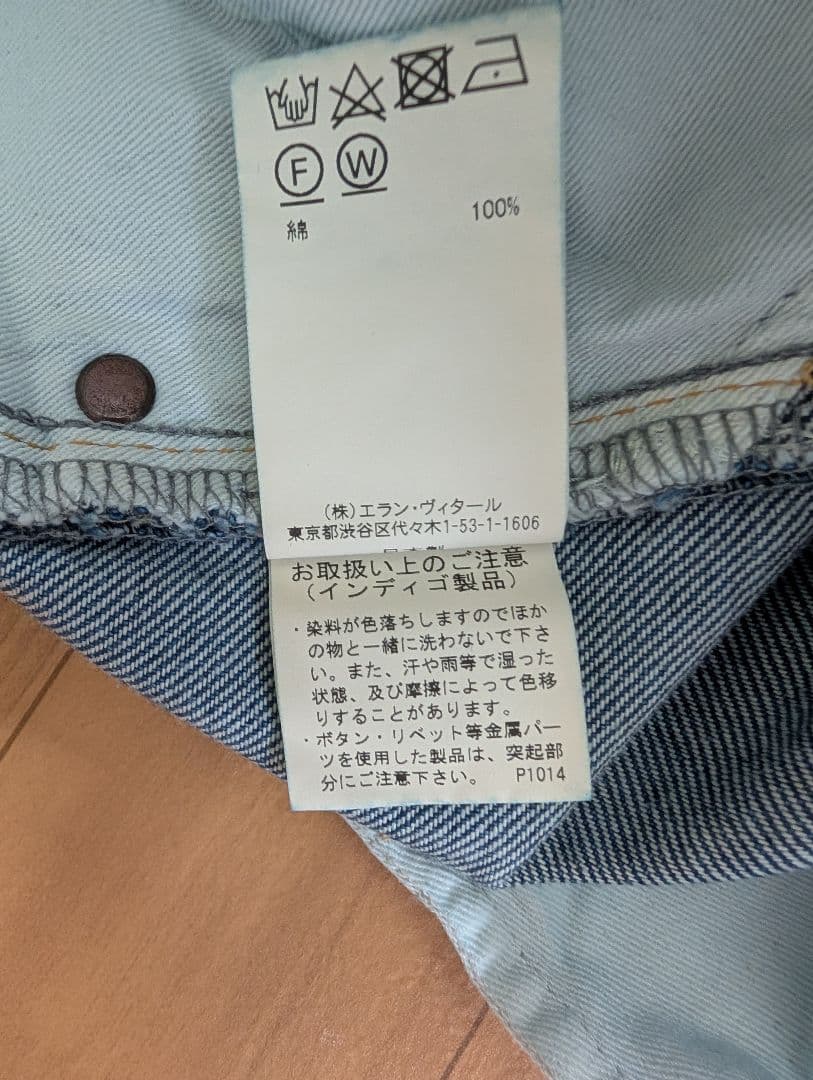 F W
綿 100%
(株)エラン・ヴィタール
東京都渋谷区代々木1-53-1-1606
お取扱い上のご注意
(インディゴ製品)
・染料が色落ちしますのでほか
の物と一緒に洗わないで下さ
い。また、汗や雨等で湿った
状態、及び摩擦によって色移
りすることがあります。
・ボタン・リベット等金属パー
ツを使用した製品は、突起部
分にご注意下さい。 P1014